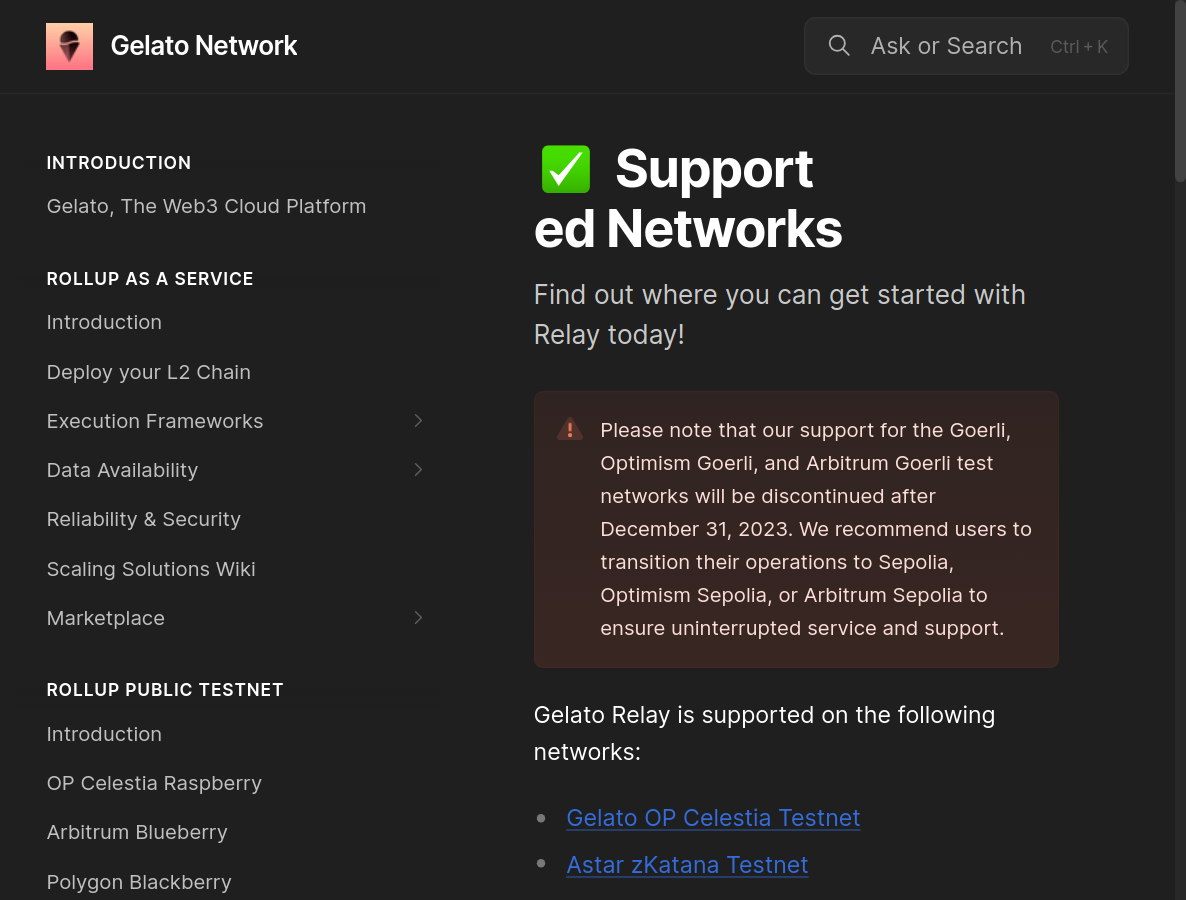 Gelato Network
Ask or Search Ctrl + K
INTRODUCTION
Gelato, The Web3 Cloud Platform
ROLLUP AS A SERVICE
Introduction
Deploy your L2 Chain
Execution Frameworks
Data Availability
Reliability & Security
Scaling Solutions Wiki
Marketplace
ROLLUP PUBLIC TESTNET
Introduction
OP Celestia Raspberry
Arbitrum Blueberry
Polygon Blackberry
✅ Support
ed Networks
Find out where you can get started with
Relay today!
Please note that our support for the Goerli,
Optimism Goerli, and Arbitrum Goerli test
networks will be discontinued after
December 31, 2023. We recommend users to
transition their operations to Sepolia,
Optimism Sepolia, or Arbitrum Sepolia to
ensure uninterrupted service and support.
Gelato Relay is supported on the following
networks:
Gelato OP Celestia Testnet
Astar zKatana Testnet